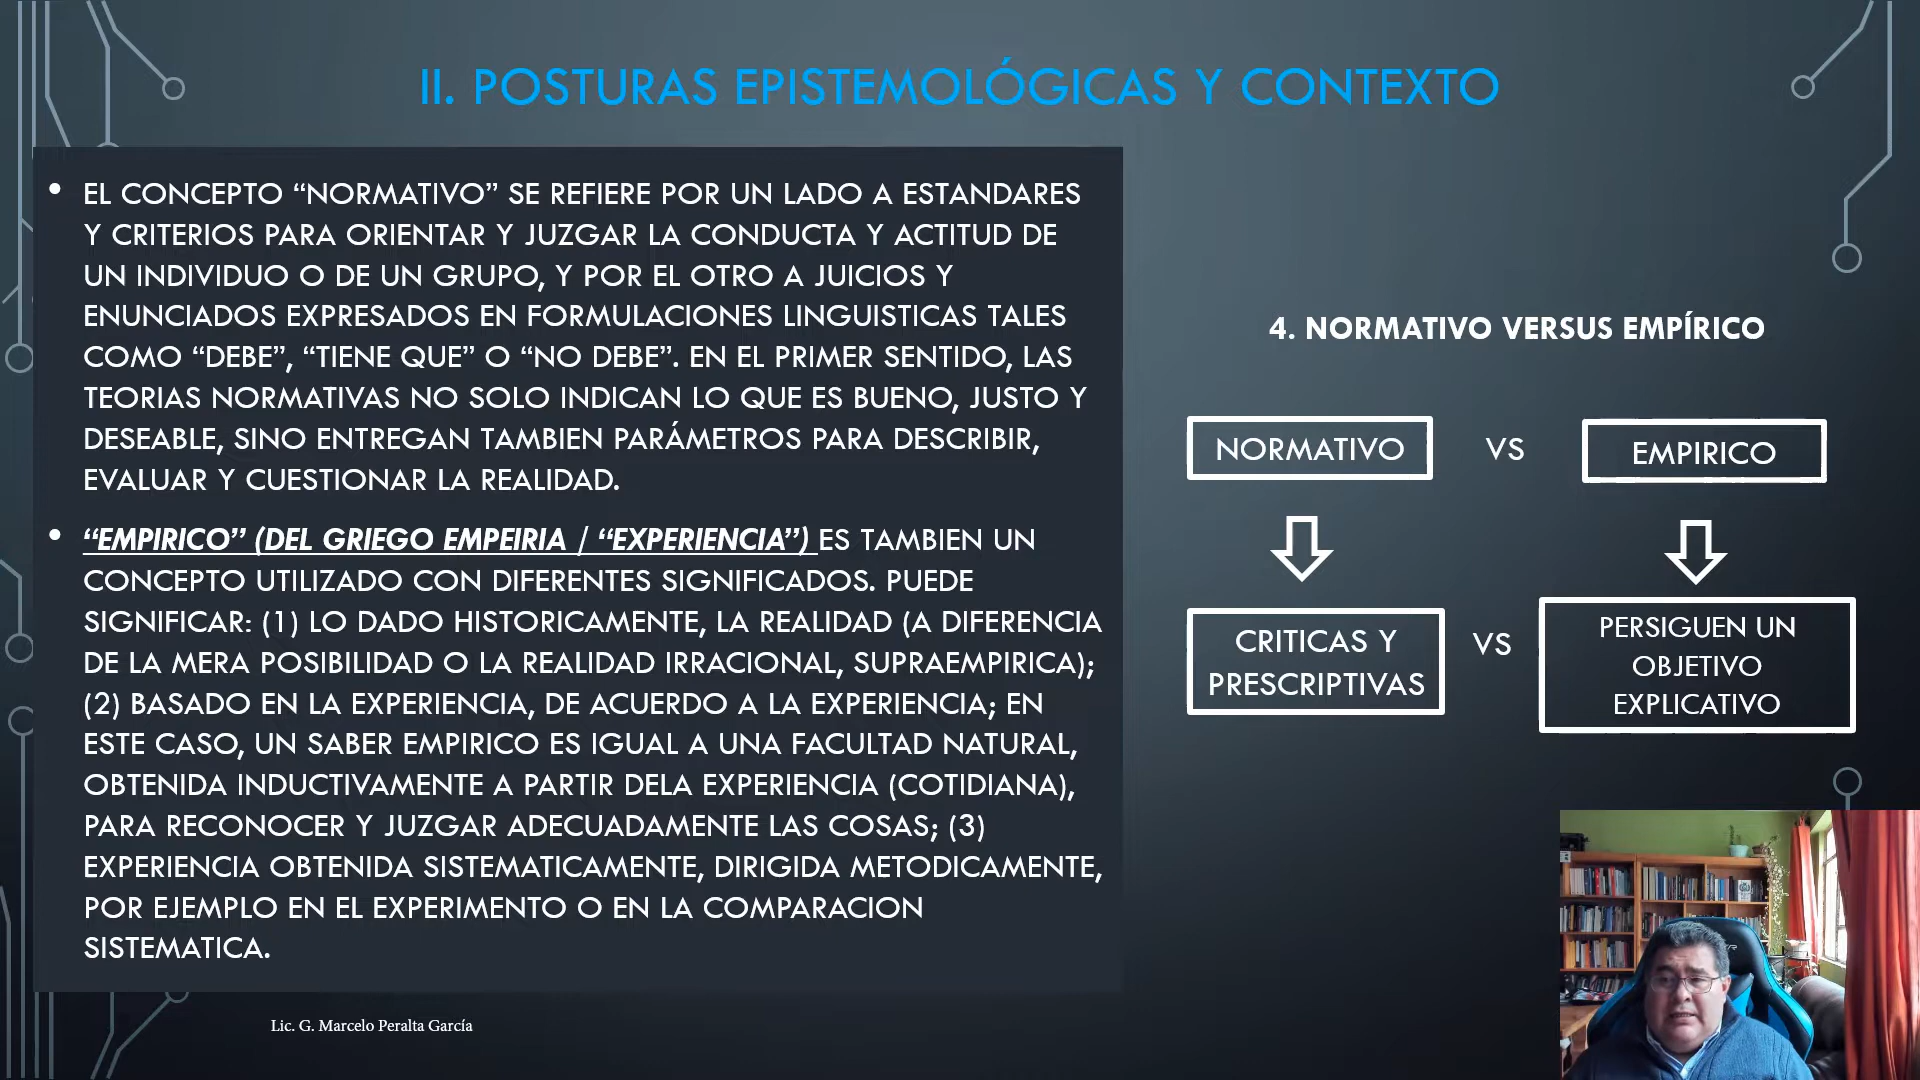 II. POSTURAS EPISTEMOLÓGICAS Y CONTEXTO
• EL CONCEPTO “NORMATIVO” SE REFIERE POR UN LADO A ESTANDARES
Y CRITERIOS PARA ORIENTAR Y JUZGAR LA CONDUCTA Y ACTITUD DE
UN INDIVIDUO O DE UN GRUPO, Y POR EL OTRO A JUICIOS Y
ENUNCIADOS EXPRESADOS EN FORMULACIONES LINGUISTICAS TALES
COMO “DEBE”, “TIENE QUE” O “NO DEBE”. EN EL PRIMER SENTIDO, LAS
TEORIAS NORMATIVAS NO SOLO INDICAN LO QUE ES BUENO, JUSTO Y
DESEABLE, SINO ENTREGAN TAMBIEN PARÁMETROS PARA DESCRIBIR,
EVALUAR Y CUESTIONAR LA REALIDAD.
• “EMPIRICO” (DEL GRIEGO EMPEIRIA / “EXPERIENCIA”) ES TAMBIEN UN
CONCEPTO UTILIZADO CON DIFERENTES SIGNIFICADOS. PUEDE
SIGNIFICAR: (1) LO DADO HISTORICAMENTE, LA REALIDAD (A DIFERENCIA
DE LA MERA POSIBILIDAD O LA REALIDAD IRRACIONAL, SUPRAEMPIRICA);
(2) BASADO EN LA EXPERIENCIA, DE ACUERDO A LA EXPERIENCIA; EN
ESTE CASO, UN SABER EMPIRICO ES IGUAL A UNA FACULTAD NATURAL,
OBTENIDA INDUCTIVAMENTE A PARTIR DELA EXPERIENCIA (COTIDIANA),
PARA RECONOCER Y JUZGAR ADECUADAMENTE LAS COSAS; (3)
EXPERIENCIA OBTENIDA SISTEMATICAMENTE, DIRIGIDA METODICAMENTE,
POR EJEMPLO EN EL EXPERIMENTO O EN LA COMPARACION
SISTEMATICA.
4. NORMATIVO VERSUS EMPÍRICO
NORMATIVO VS EMPIRICO
CRITICAS Y
PRESCRIPTIVAS
VS
PERSIGUEN UN
OBJETIVO
EXPLICATIVO
Lic. G. Marcelo Peralta García